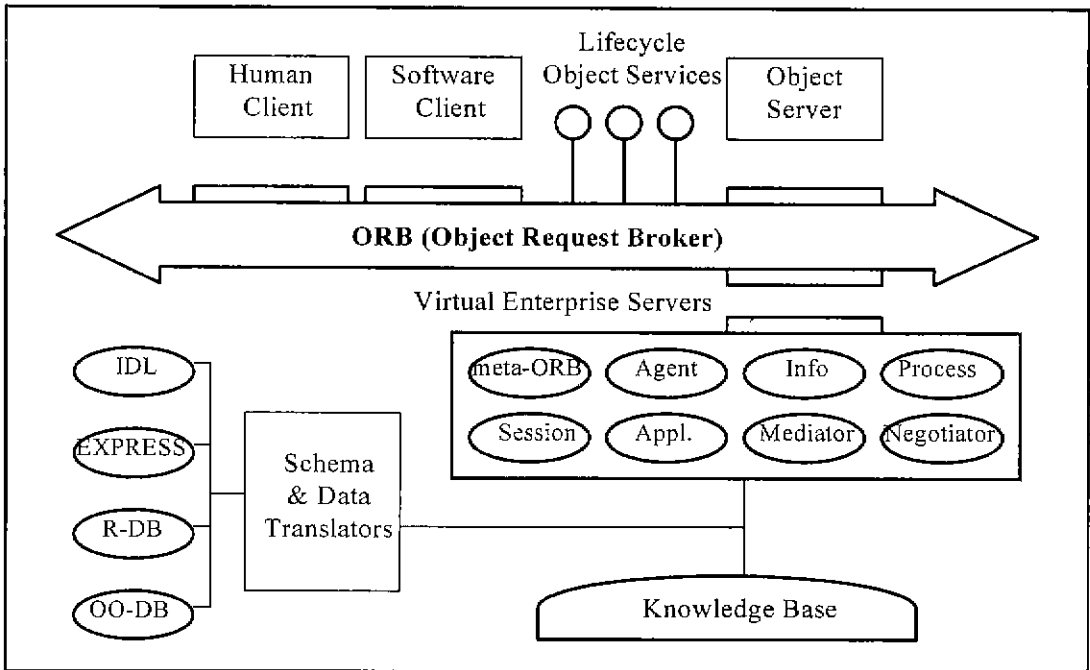 Human
Client
Software
Client
Lifecycle
Object Services
Object
Server
ORB (Object Request Broker)
Virtual Enterprise Servers
meta-ORB
Agent
Info
Process
Session
Appl.
Mediator
Negotiator
IDL
EXPRESS
R-DB
OO-DB
Schema
& Data
Translators
Knowledge Base